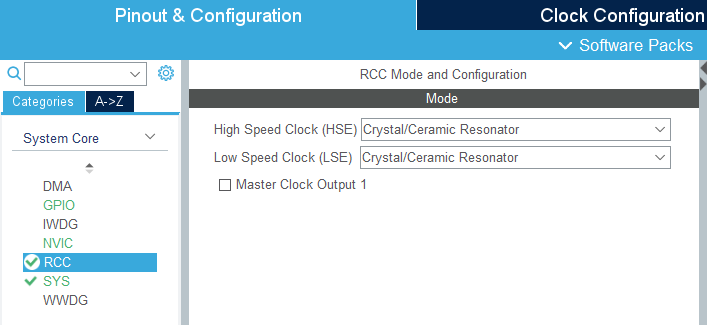 Pinout & Configuration
Clock Configuration
Software Packs
Categories
A->Z
System Core
DMA
GPIO
IWDG
NVIC
RCC
SYS
WWDG
RCC Mode and Configuration
Mode
High Speed Clock (HSE) Crystal/Ceramic Resonator
Low Speed Clock (LSE) Crystal/Ceramic Resonator
Master Clock Output 1